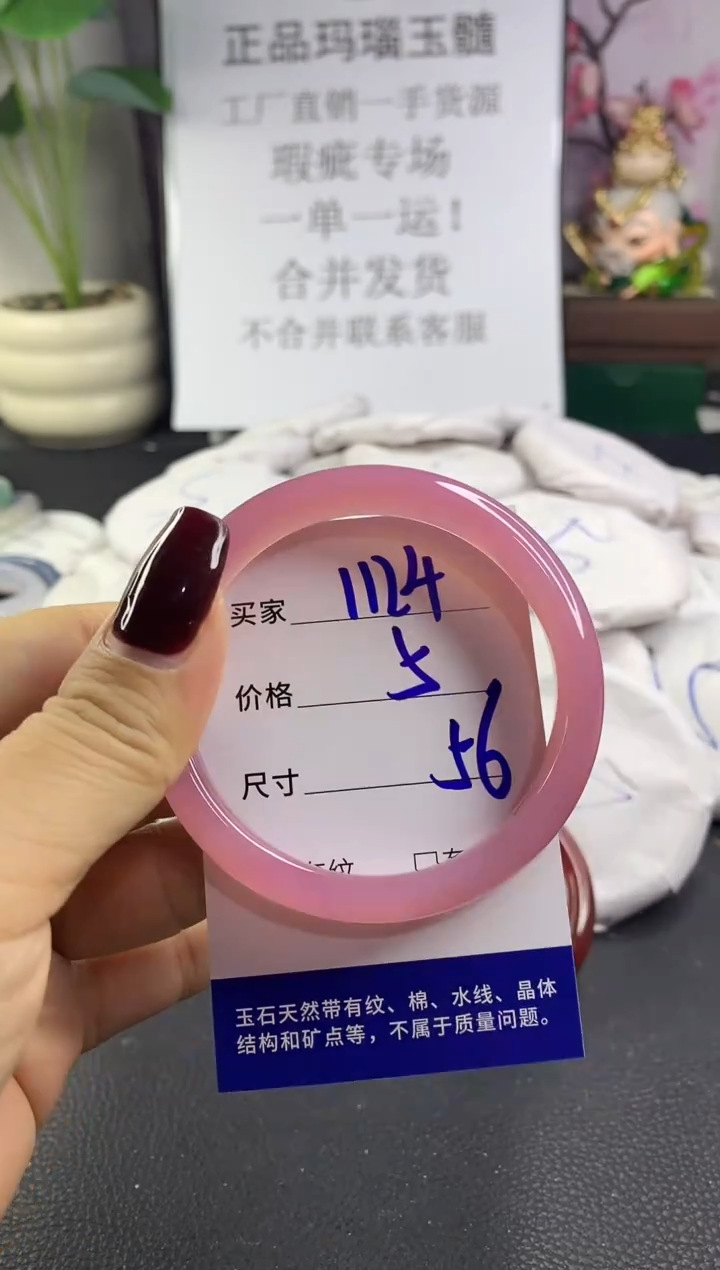 正品玛瑙玉髓
工厂直销一手货源
瑕疵专场
一单一运！
合并发货
不合并联系客服
买家 1124
价格 5
尺寸 56
有纹 □有
玉石天然带有纹、棉、水线、晶体
结构和矿点等，不属于质量问题。